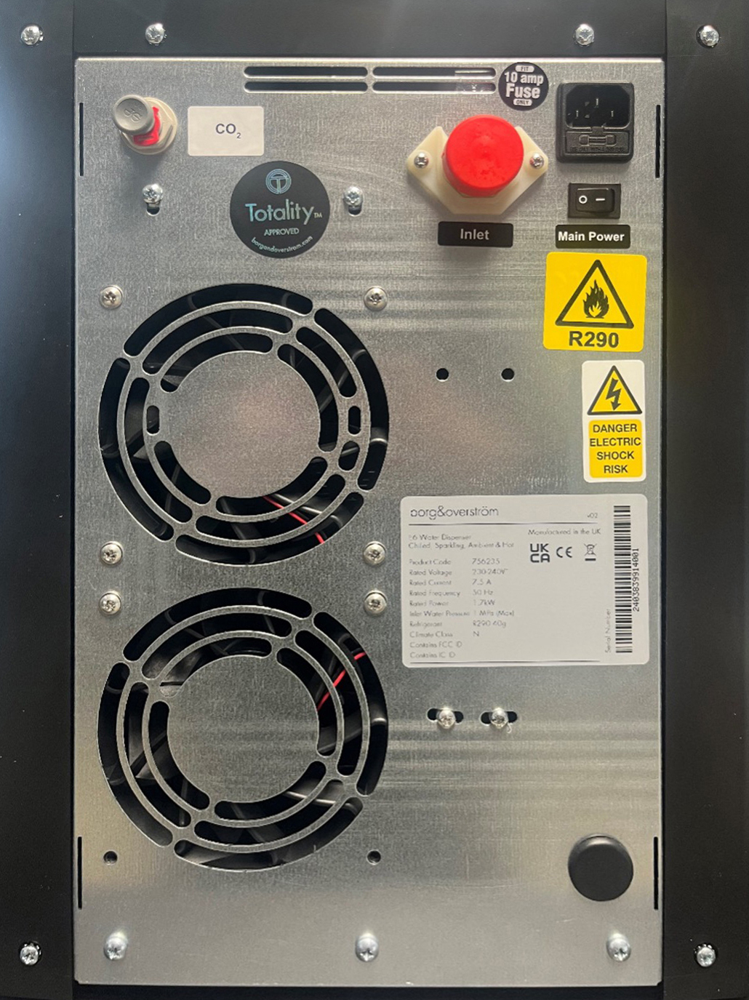 FIT
10 amp
Fuse
ONLY
CO2
Totality™
APPROVED
borgandoverstrom.com
Inlet
Main Power
R290
DANGER
ELECTRIC
SHOCK
RISK
borg&overström
v02
E6 Water Dispenser
Manufactured in the UK
Chilled, Sparkling, Ambient & Hot
UK
CA
CE
Product Code 756235
Rated Voltage 230-240V~
Rated Current 7.5 A
Rated Frequency 50 Hz
Rated Power 1.7kW
Inlet Water Pressure 1 MPa (Max)
Refrigerant R290 60g
Climate Class N
Contains FCC ID
Contains IC ID
Serial Number
2403839914001